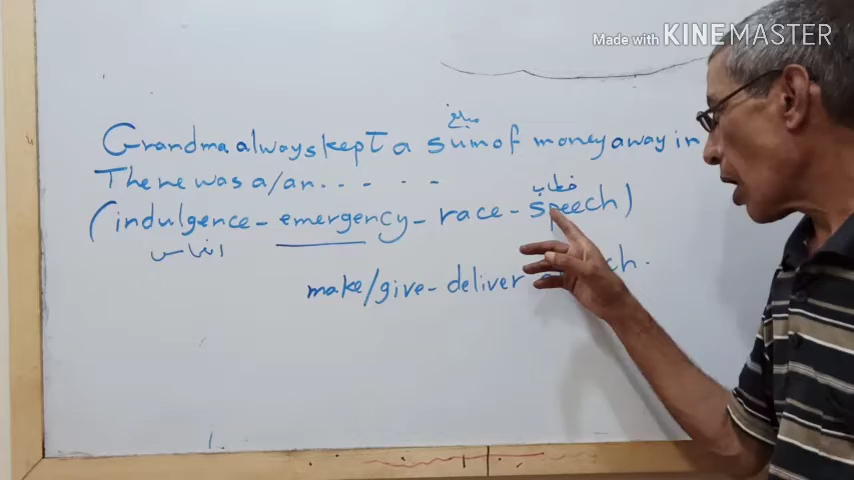 Made with KINEMASTER
مبلغ
Grandma always kept a sum of money away in
There was a/an. . . . . .
خطاب
(indulgence - emergency - race - speech)
انغماس
make/give - deliver ch.